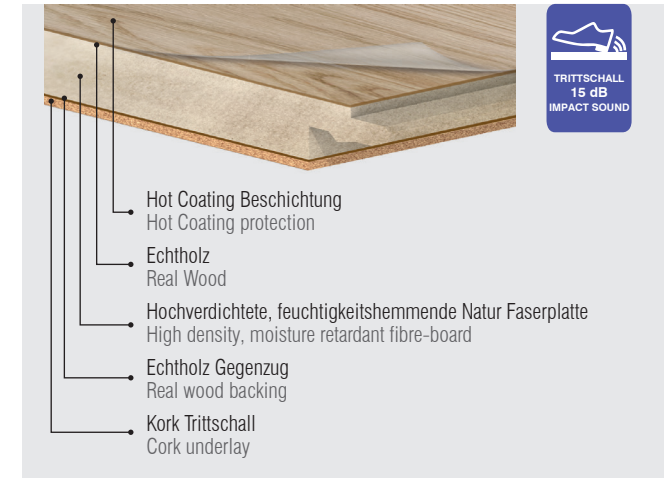 TRITTSCHALL
15 dB
IMPACT SOUND
Hot Coating Beschichtung
Hot Coating protection
Echtholz
Real Wood
Hochverdichtete, feuchtigkeitshemmende Natur Faserplatte
High density, moisture retardant fibre-board
Echtholz Gegenzug
Real wood backing
Kork Trittschall
Cork underlay